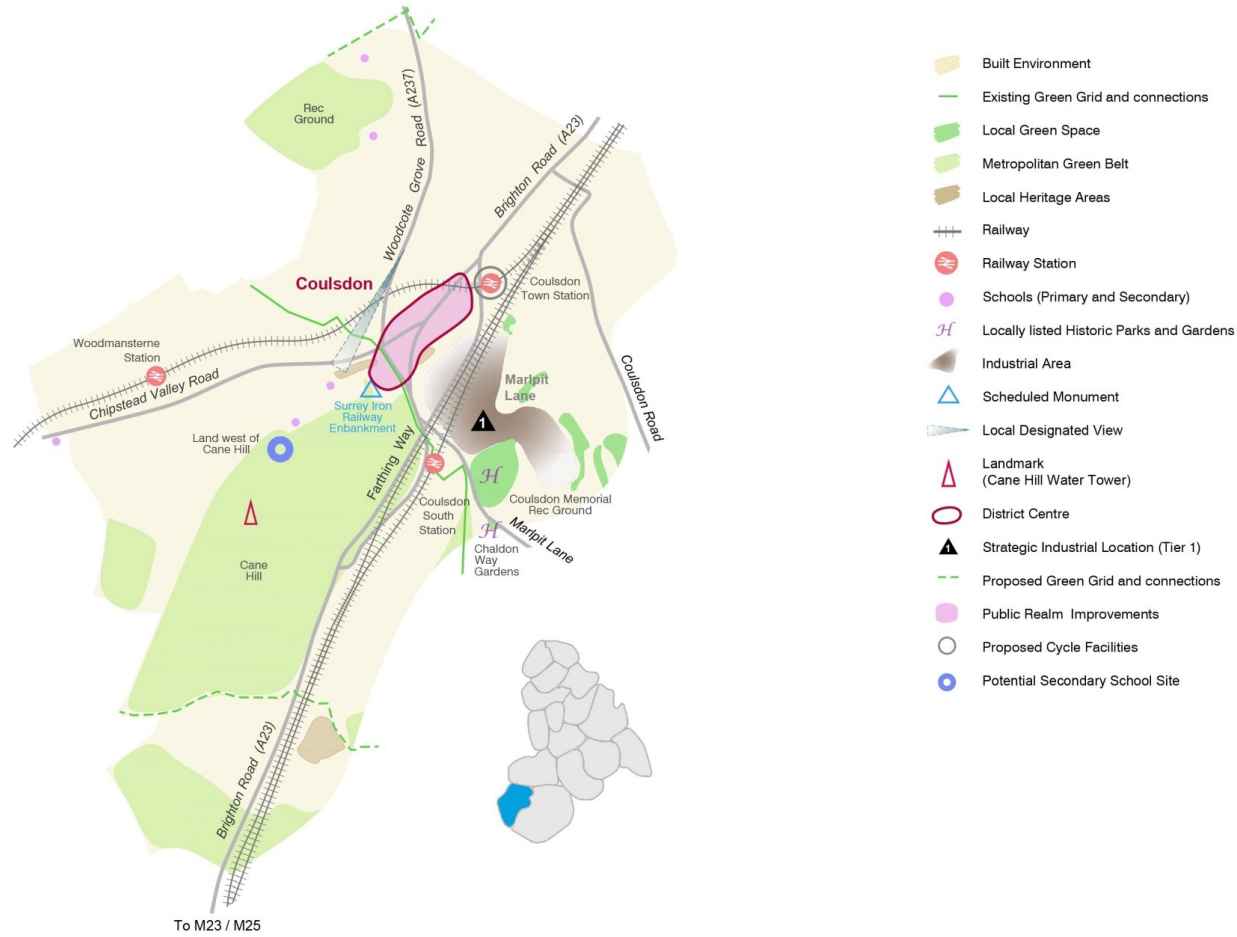 Rec
Ground
Woodcote Grove Road (A237)
Brighton Road (A23)
Coulsdon
Coulsdon
Town Station
Woodmansterne
Station
Chipstead Valley Road
Marlpit
Lane
Coulsdon Road
Surrey Iron
Railway
Enbankment
1
Land west of
Cane Hill
Farthing Way
H
Coulsdon
South
Station
Coulsdon Memorial
Rec Ground
H
Marlpit Lane
Chaldon
Way
Gardens
Cane
Hill
Brighton Road (A23)
To M23 / M25
Built Environment
Existing Green Grid and connections
Local Green Space
Metropolitan Green Belt
Local Heritage Areas
Railway
Railway Station
Schools (Primary and Secondary)
H Locally listed Historic Parks and Gardens
Industrial Area
Scheduled Monument
Local Designated View
Landmark
(Cane Hill Water Tower)
District Centre
1 Strategic Industrial Location (Tier 1)
Proposed Green Grid and connections
Public Realm Improvements
Proposed Cycle Facilities
Potential Secondary School Site